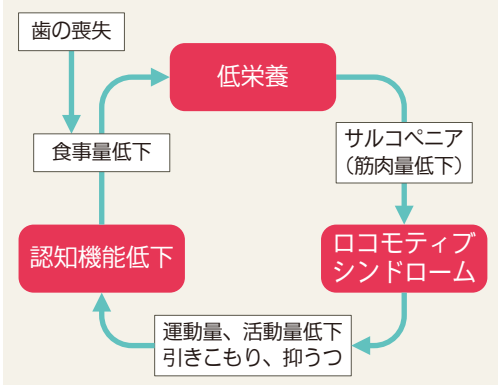 歯の喪失
低栄養
食事量低下
サルコペニア
（筋肉量低下）
認知機能低下
ロコモティブ
シンドローム
運動量、活動量低下
引きこもり、抑うつ